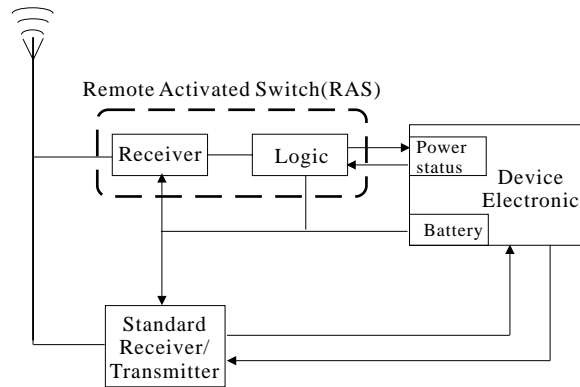 Remote Activated Switch(RAS)
Receiver
Logic
Power
status
Device
Electronic
Battery
Standard
Receiver/
Transmitter